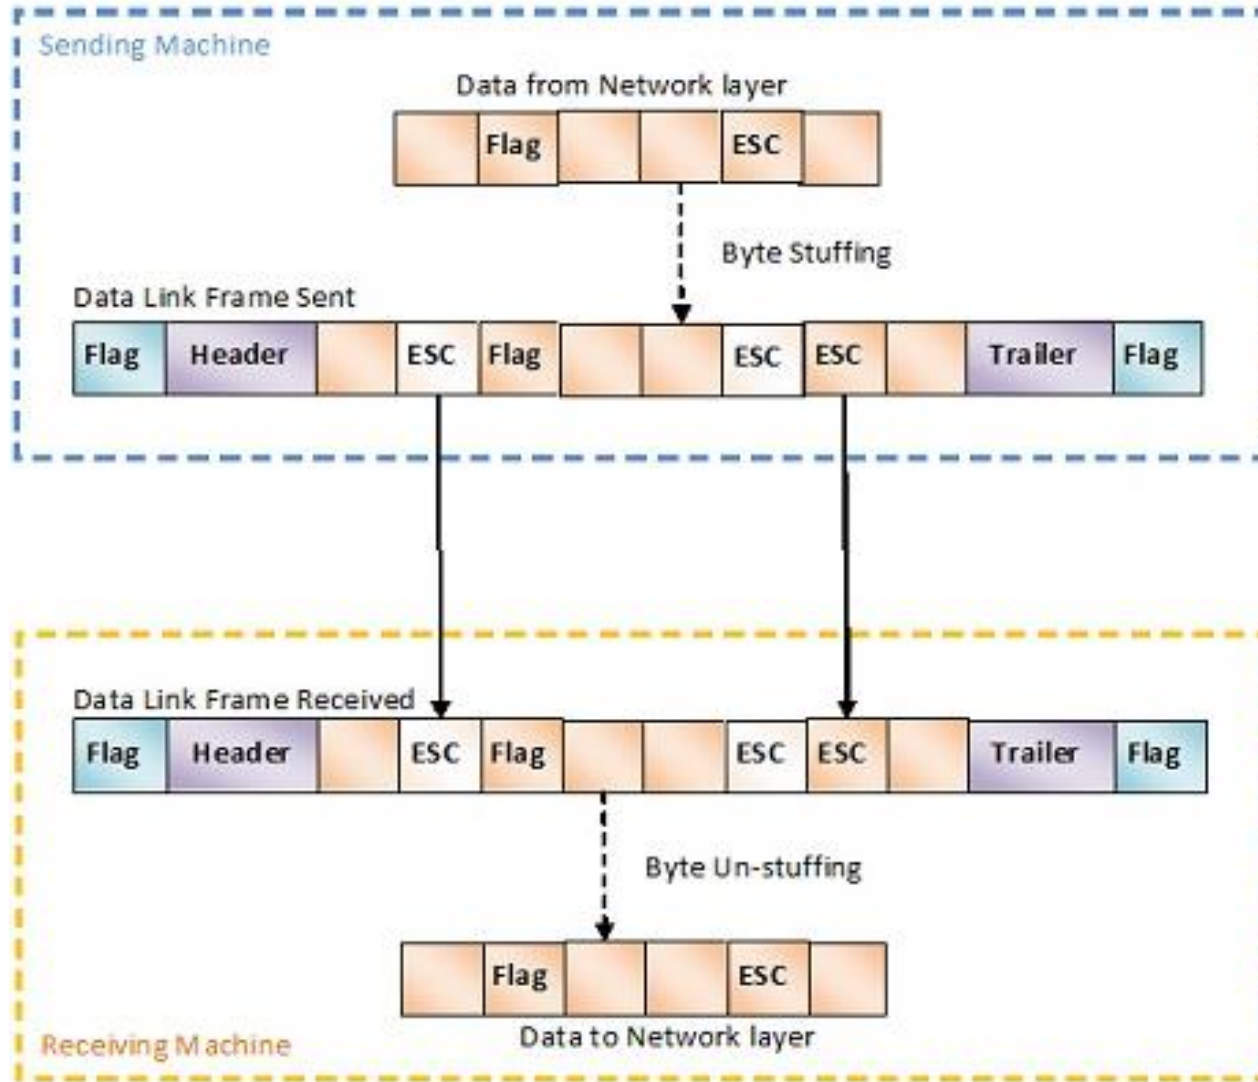 Sending Machine
Data from Network layer
Flag ESC
Byte Stuffing
Data Link Frame Sent
Flag Header ESC Flag ESC ESC Trailer Flag
Data Link Frame Received
Flag Header ESC Flag ESC ESC Trailer Flag
Byte Un-stuffing
Flag ESC
Data to Network layer
Receiving Machine